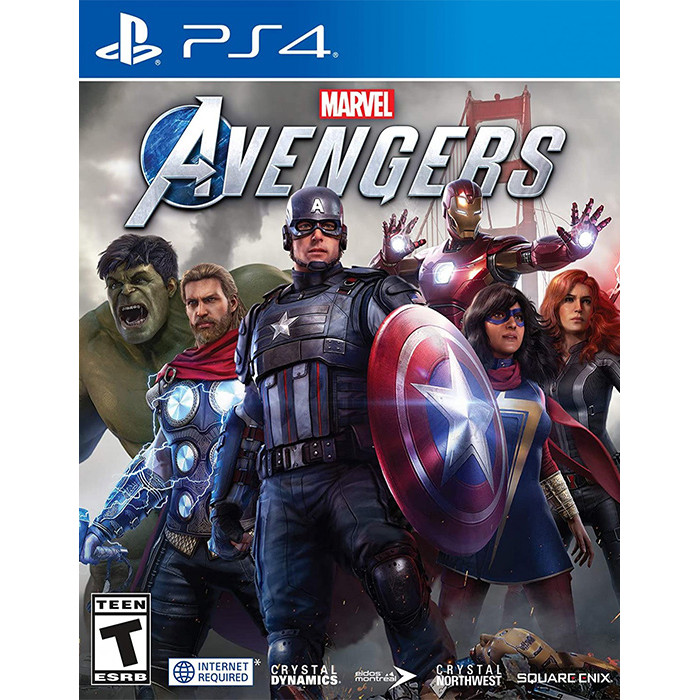 PS4
MARVEL
AVENGERS
A
TEEN
T
ESRB
INTERNET
REQUIRED
*
CRYSTAL
DYNAMICS®
eidos
montréal
CRYSTAL
NORTHWEST
SQUARE ENIX